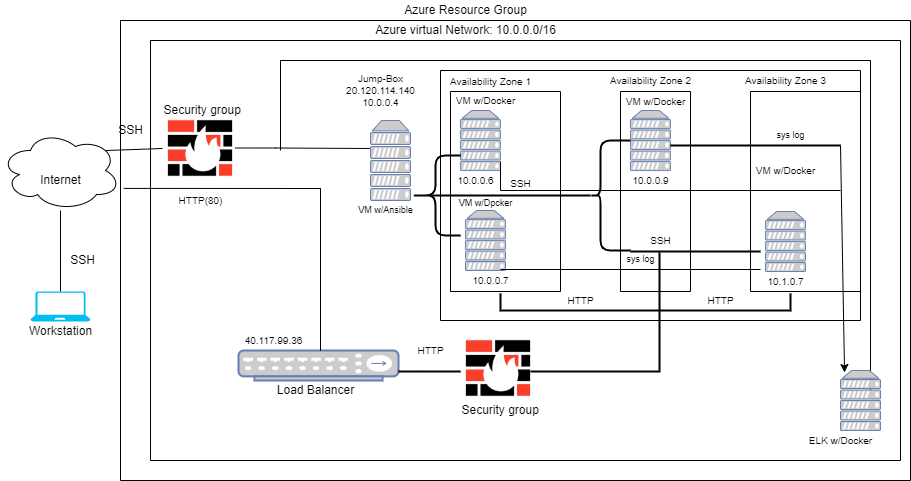 Azure Resource Group
Azure virtual Network: 10.0.0.0/16
Jump-Box
20.120.114.140
10.0.0.4
Availability Zone 1
Availability Zone 2
Availability Zone 3
VM w/Docker
VM w/Docker
Security group
SSH
sys log
Internet
10.0.0.6
SSH
10.0.0.9
VM w/Docker
HTTP(80)
VM w/Ansible
VM w/Dpcker
SSH
SSH
sys log
10.0.0.7
10.1.0.7
HTTP
HTTP
Workstation
40.117.99.36
HTTP
Load Balancer
Security group
ELK w/Docker